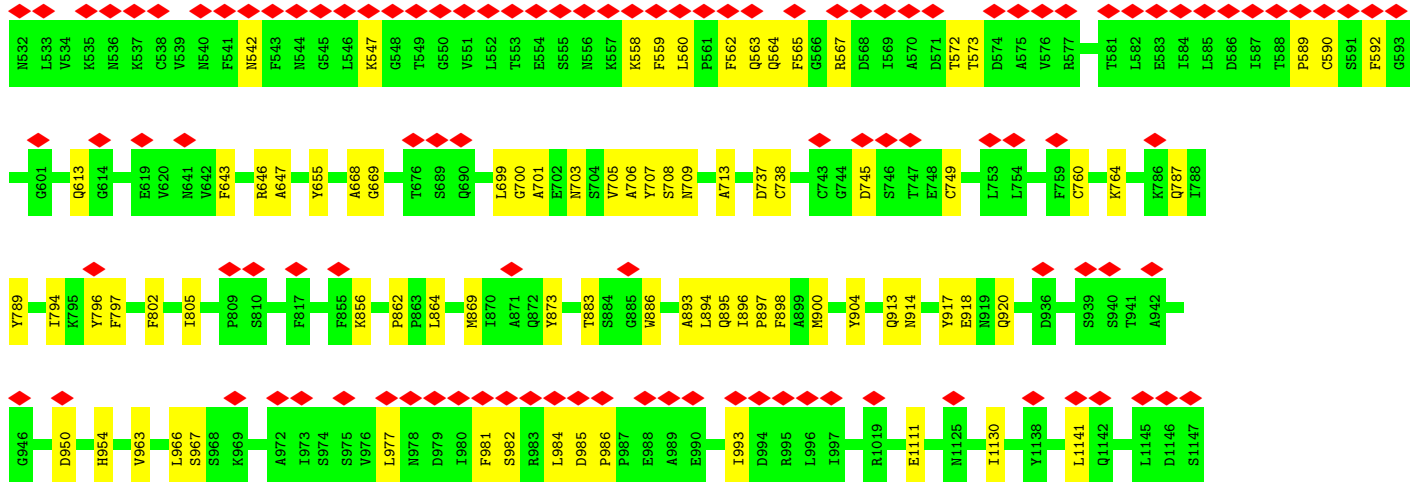 N532 L533 V534 K535 N536 K537 C538 V539 N540 F541 N542 F543 N544 G545 L546 K547 G548 T549 G550 V551 L552 T553 E554 S555 N556 K557 K558 F559 L560 P561 F562 Q563 Q564 F565 G566 R567 D568 I569 A570 D571 T572 T573 D574 A575 V576 R577 T581 L582 E583 I584 L585 D586 I587 T588 P589 C590 S591 F592 G593
G601 Q613 G614 E619 V620 N641 V642 F643 R646 A647 Y655 A668 G669 T676 S689 Q690 L699 G700 A701 E702 N703 S704 V705 A706 Y707 S708 N709 A713 D737 C738 C743 G744 D745 S746 T747 E748 C749 L753 L754 F759 C760 K764 K786 Q787 I788
Y789 I794 K795 Y796 F797 F802 I805 P809 S810 F817 F855 K856 P862 P863 L864 M869 I870 A871 Q872 Y873 T883 S884 G885 W886 A893 L894 Q895 I896 P897 F898 A899 M900 Y904 Q913 N914 Y917 E918 N919 Q920 D936 S939 S940 T941 A942
G946 D950 H954 V963 L966 S967 S968 K969 A972 I973 S974 S975 V976 L977 N978 D979 I980 F981 S982 R983 L984 D985 P986 P987 E988 A989 E990 I993 D994 R995 L996 I997 R1019 E1111 N1125 I1130 Y1138 L1141 Q1142 L1145 D1146 S1147